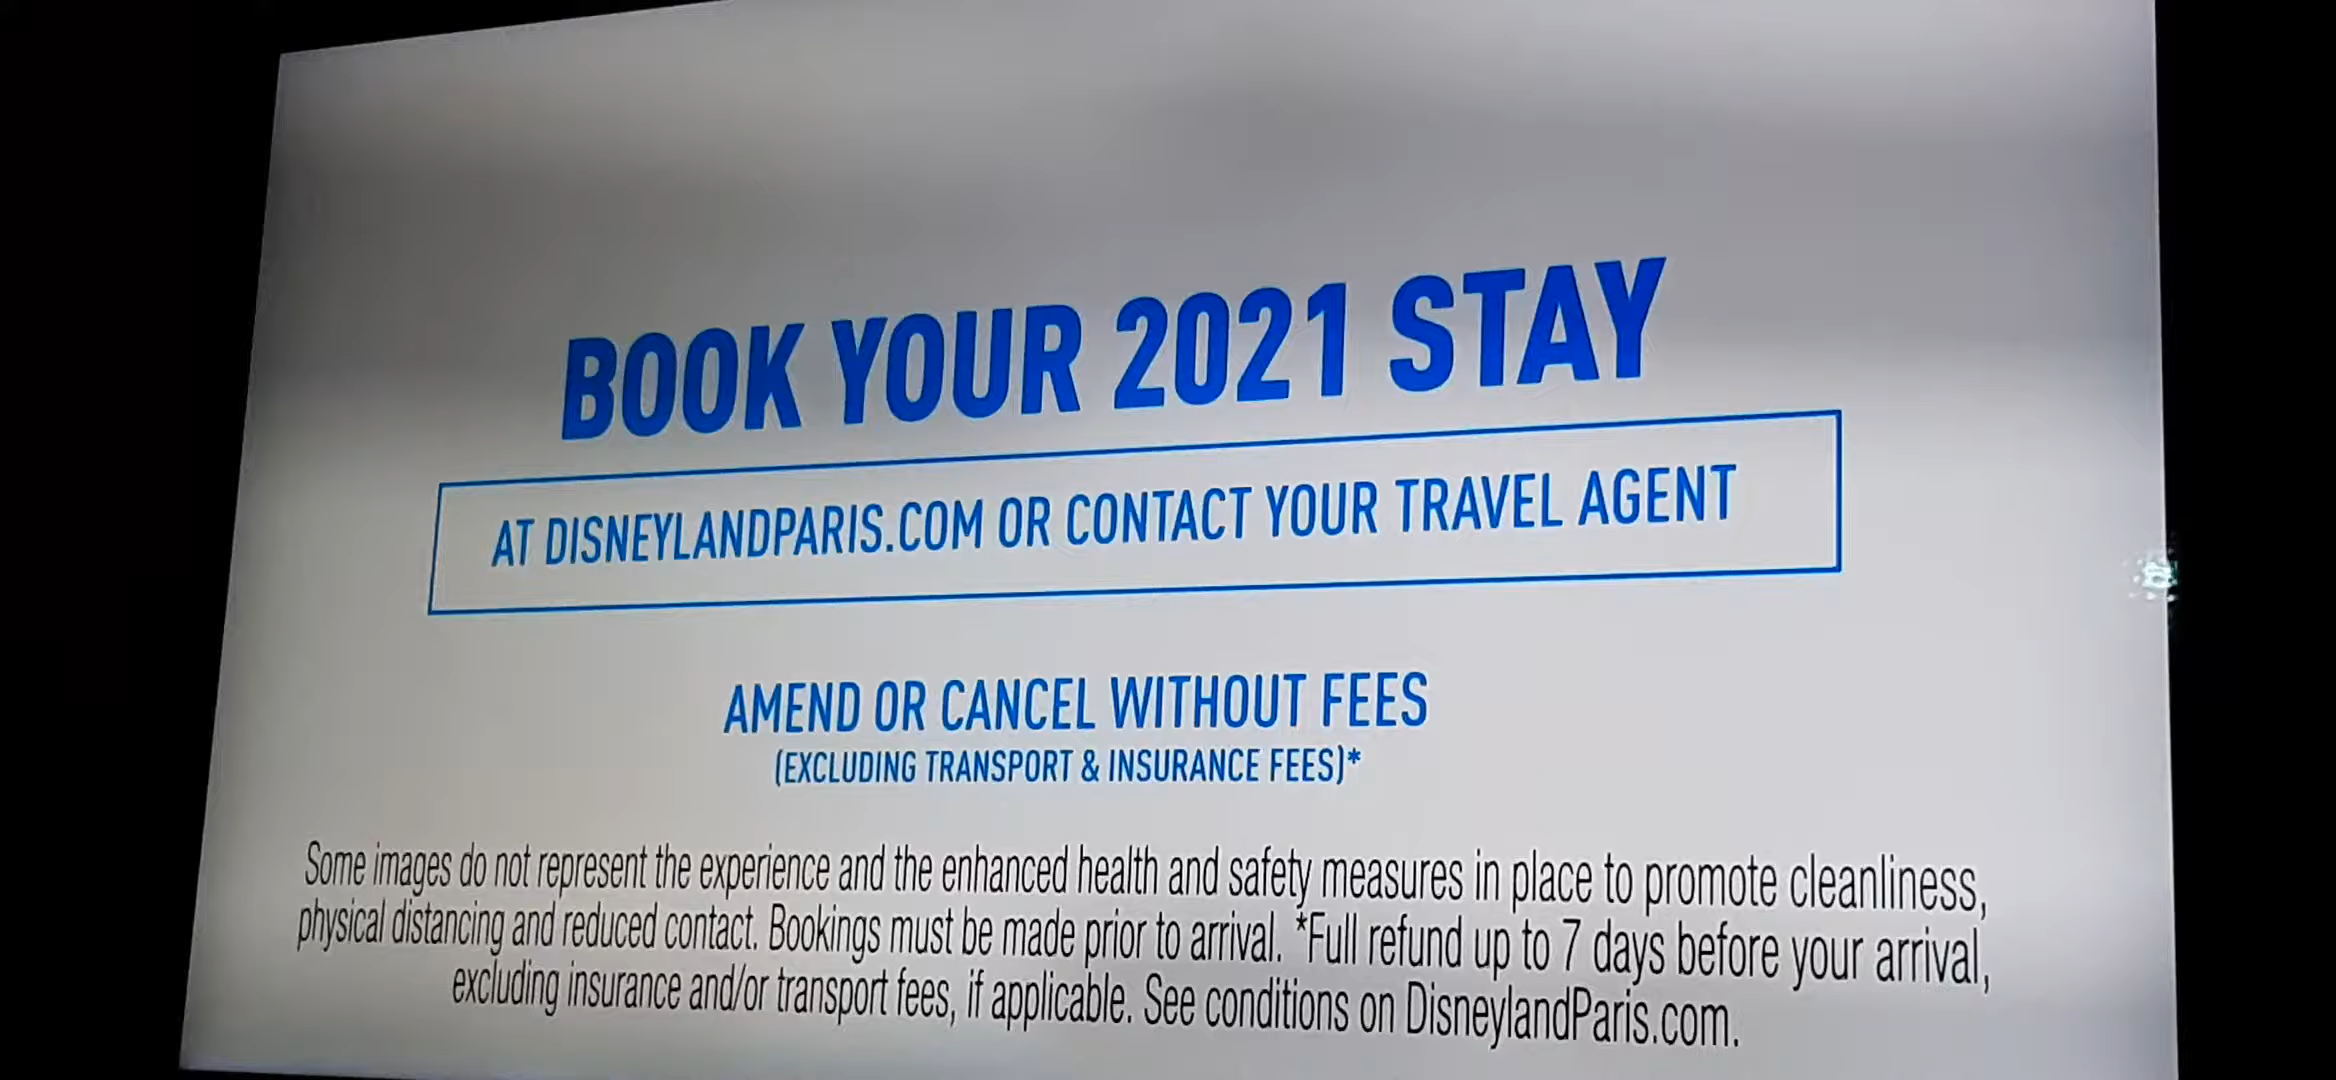 BOOK YOUR 2021 STAY
AT DISNEYLANDPARIS.COM OR CONTACT YOUR TRAVEL AGENT
AMEND OR CANCEL WITHOUT FEES
(EXCLUDING TRANSPORT & INSURANCE FEES)*
Some images do not represent the experience and the enhanced health and safety measures in place to promote cleanliness,
physical distancing and reduced contact. Bookings must be made prior to arrival. *Full refund up to 7 days before your arrival,
excluding insurance and/or transport fees, if applicable. See conditions on DisneylandParis.com.